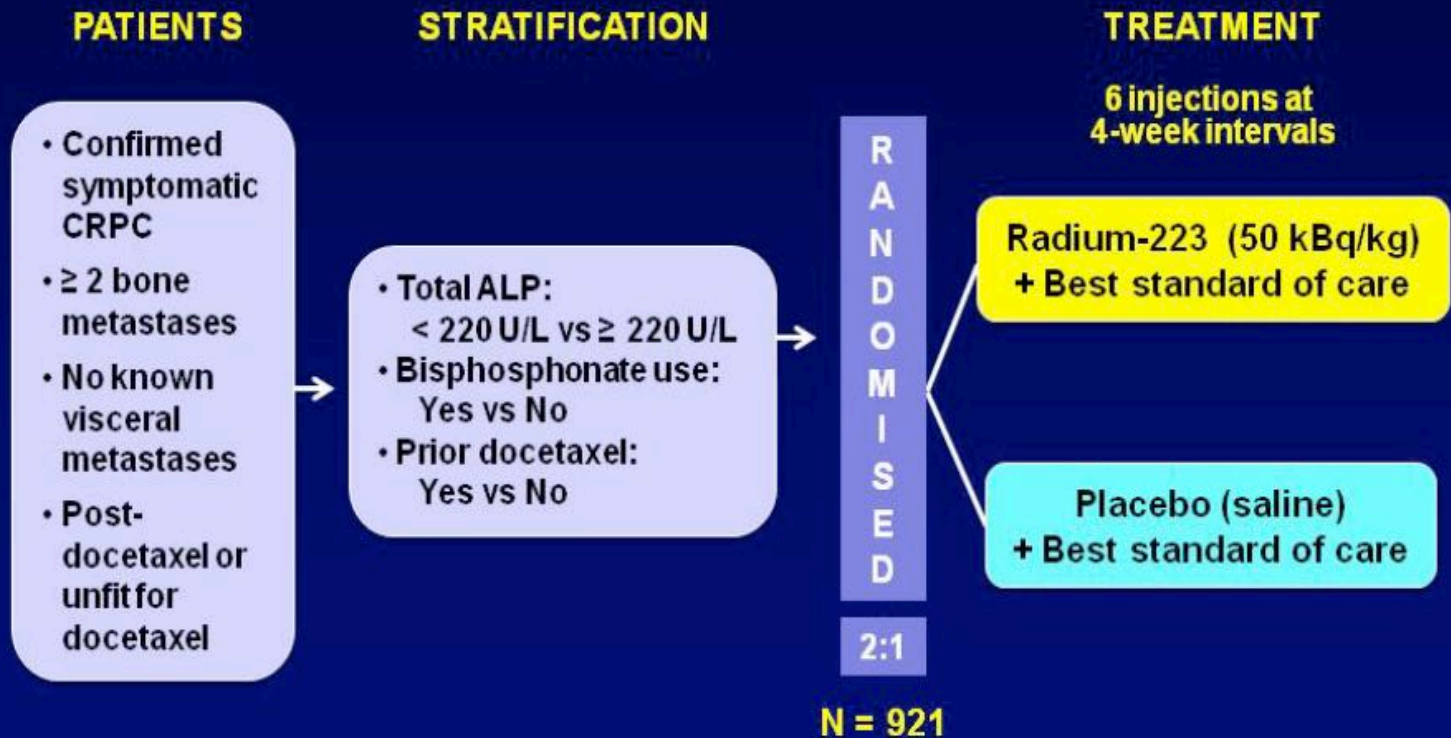 PATIENTS
• Confirmed
symptomatic
CRPC
• ≥ 2 bone
metastases
• No known
visceral
metastases
• Post-
docetaxel or
unfit for
docetaxel
STRATIFICATION
• Total ALP:
< 220 U/L vs ≥ 220 U/L
• Bisphosphonate use:
Yes vs No
• Prior docetaxel:
Yes vs No
R
A
N
D
O
M
I
S
E
D
2:1
N = 921
TREATMENT
6 injections at
4-week intervals
Radium-223 (50 kBq/kg)
+ Best standard of care
Placebo (saline)
+ Best standard of care